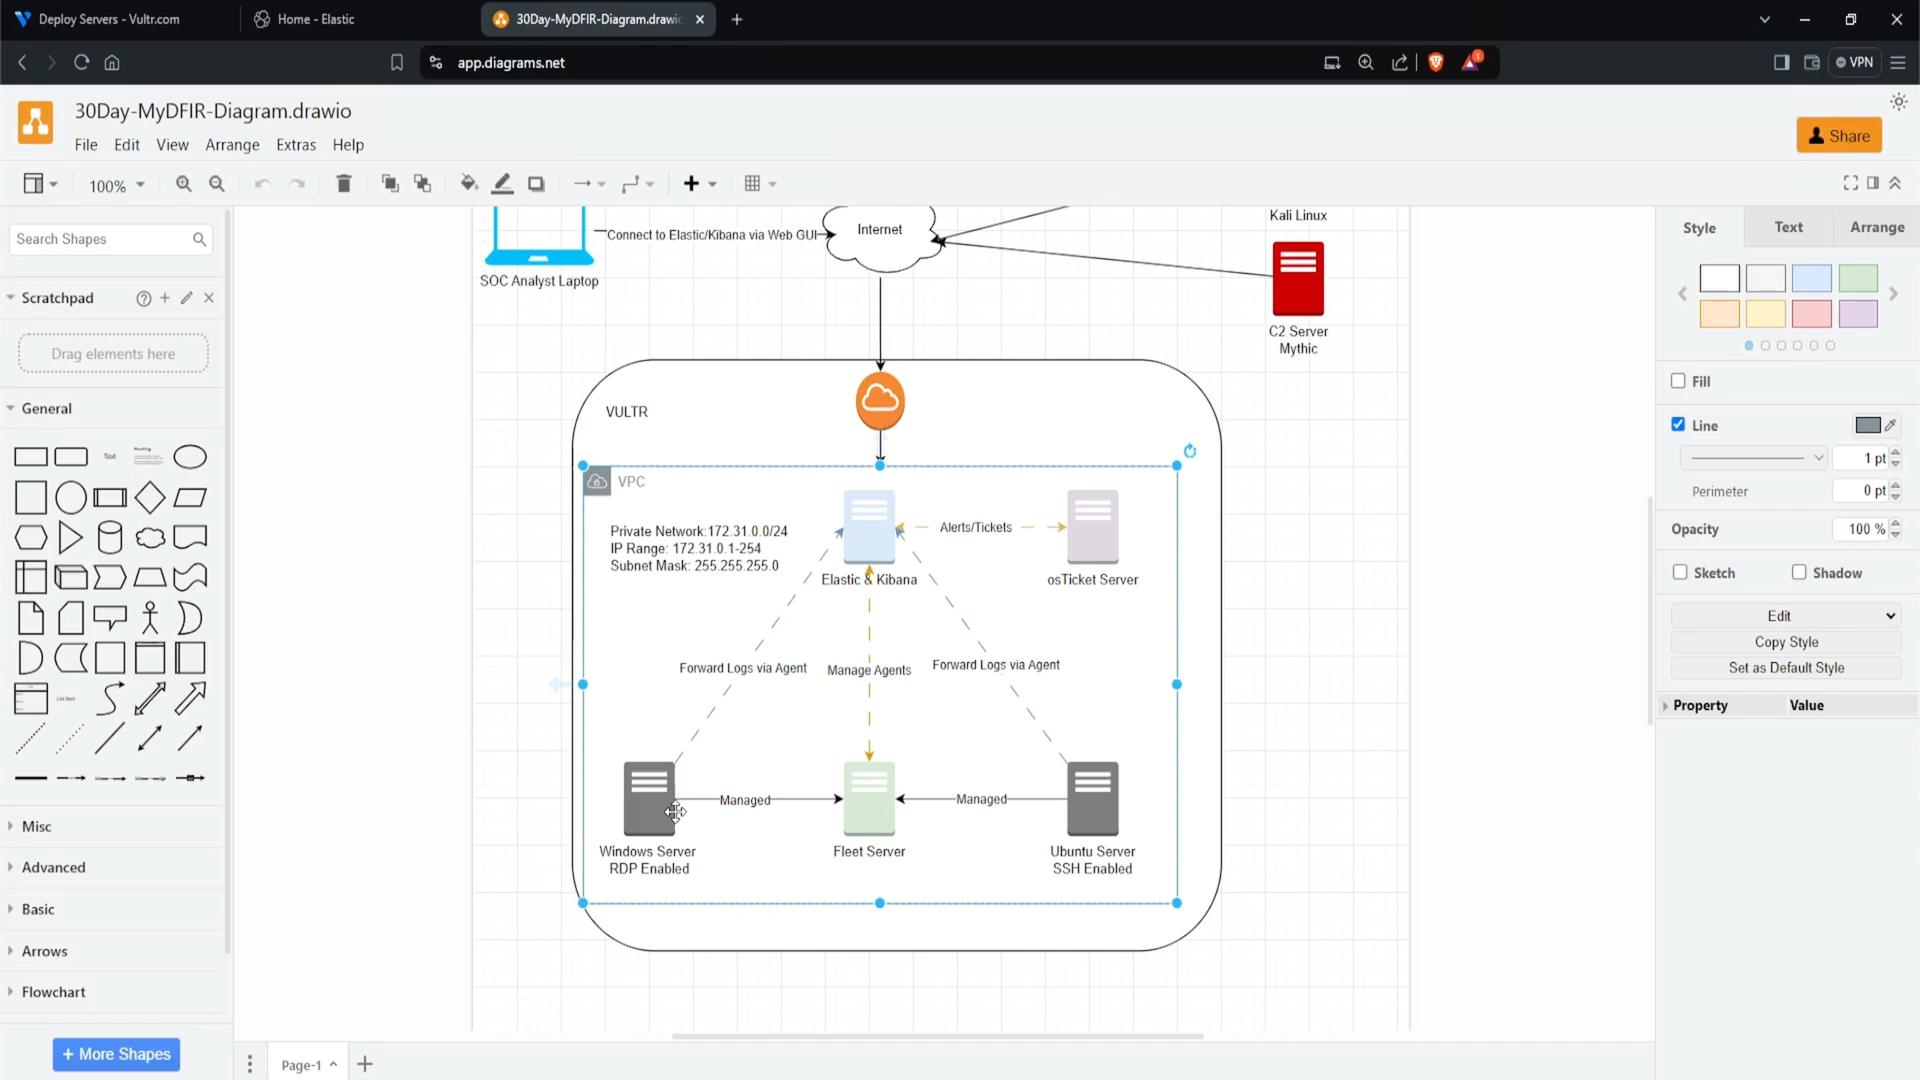 Deploy Servers - Vultr.com
Home - Elastic
30Day-MyDFIR-Diagram.drawio
app.diagrams.net
1
VPN
30Day-MyDFIR-Diagram.drawio
File Edit View Arrange Extras Help
Share
100%
Search Shapes
Scratchpad
Drag elements here
General
Text
Heading
List Item
Misc
Advanced
Basic
Arrows
Flowchart
+ More Shapes
Connect to Elastic/Kibana via Web GUI
Internet
SOC Analyst Laptop
Kali Linux
C2 Server
Mythic
VULTR
VPC
Private Network:172.31.0.0/24
IP Range: 172.31.0.1-254
Subnet Mask: 255.255.255.0
Alerts/Tickets
Elastic & Kibana
osTicket Server
Forward Logs via Agent
Manage Agents
Forward Logs via Agent
Managed
Managed
Windows Server
RDP Enabled
Fleet Server
Ubuntu Server
SSH Enabled
Page-1
Style Text Arrange
Fill
Line
1 pt
Perimeter 0 pt
Opacity 100 %
Sketch Shadow
Edit
Copy Style
Set as Default Style
Property Value